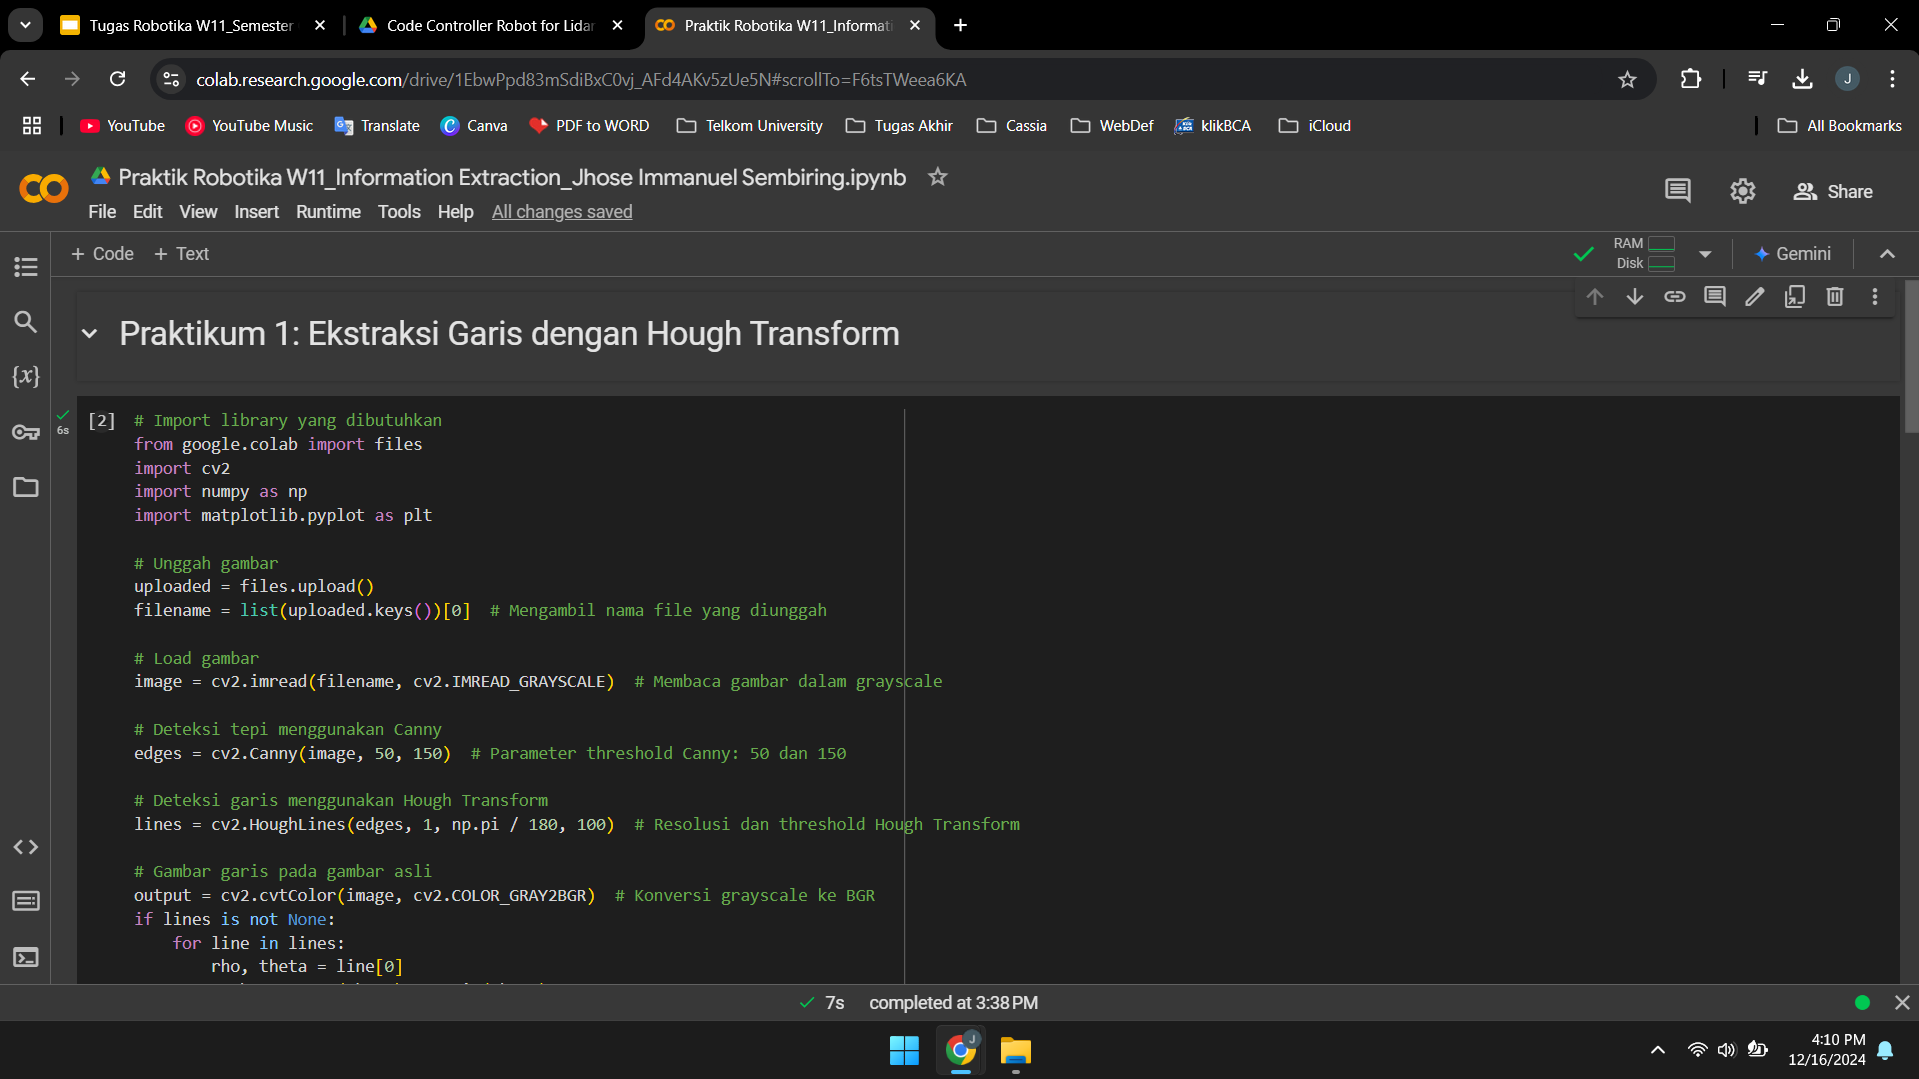 Tugas Robotika W11_Semester
Code Controller Robot for Lidar
Praktik Robotika W11_Informati
colab.research.google.com/drive/1EbwPpd83mSdiBxC0vj_AFd4AKv5zUe5N#scrollTo=F6tsTWeea6KA
J
YouTube
YouTube Music
Translate
Canva
PDF to WORD
Telkom University
Tugas Akhir
Cassia
WebDef
klikBCA
iCloud
All Bookmarks
Praktik Robotika W11_Information Extraction_Jhose Immanuel Sembiring.ipynb
File Edit View Insert Runtime Tools Help All changes saved
Share
+ Code + Text
RAM
Disk
Gemini
Praktikum 1: Ekstraksi Garis dengan Hough Transform
6s
[2] # Import library yang dibutuhkan
from google.colab import files
import cv2
import numpy as np
import matplotlib.pyplot as plt
# Unggah gambar
uploaded = files.upload()
filename = list(uploaded.keys())[0]  # Mengambil nama file yang diunggah
# Load gambar
image = cv2.imread(filename, cv2.IMREAD_GRAYSCALE)  # Membaca gambar dalam grayscale
# Deteksi tepi menggunakan Canny
edges = cv2.Canny(image, 50, 150)  # Parameter threshold Canny: 50 dan 150
# Deteksi garis menggunakan Hough Transform
lines = cv2.HoughLines(edges, 1, np.pi / 180, 100)  # Resolusi dan threshold Hough Transform
# Gambar garis pada gambar asli
output = cv2.cvtColor(image, cv2.COLOR_GRAY2BGR)  # Konversi grayscale ke BGR
if lines is not None:
    for line in lines:
        rho, theta = line[0]
7s completed at 3:38 PM
J
4:10 PM
12/16/2024